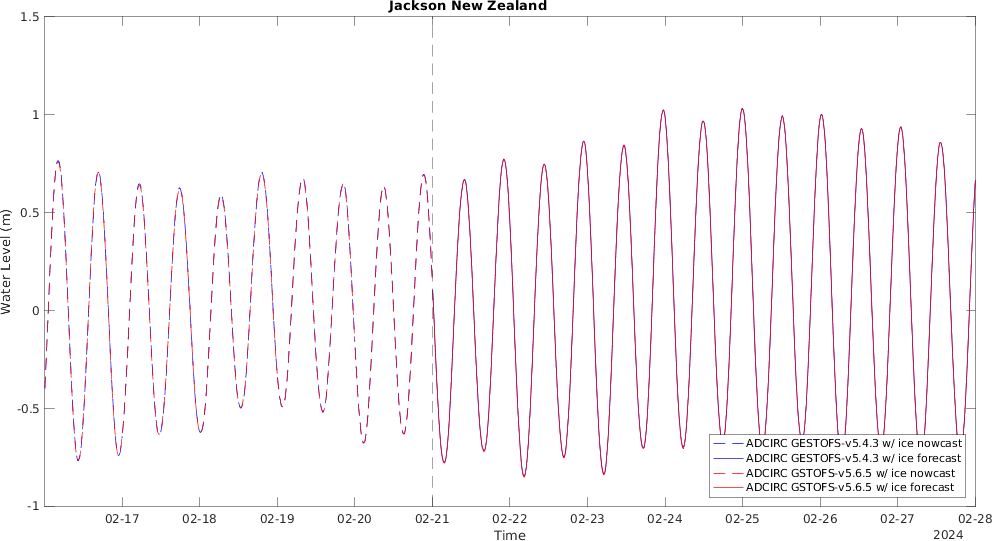 Jackson New Zealand
Water Level (m)
1.5
1
0.5
0
-0.5
-1
ADCIRC GESTOFS-v5.4.3 w/ ice nowcast
ADCIRC GESTOFS-v5.4.3 w/ ice forecast
ADCIRC GSTOFS-v5.6.5 w/ ice nowcast
ADCIRC GSTOFS-v5.6.5 w/ ice forecast
02-17 02-18 02-19 02-20 02-21 02-22 02-23 02-24 02-25 02-26 02-27 02-28
Time
2024